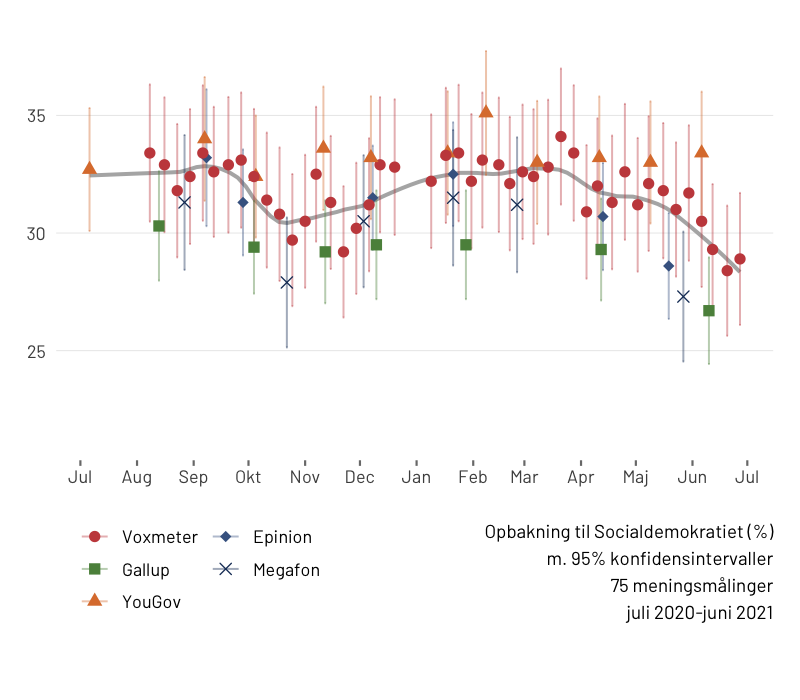 35
30
25
Jul Aug Sep Okt Nov Dec Jan Feb Mar Apr Maj Jun Jul
Voxmeter Epinion
Gallup Megafon
YouGov
Opbakning til Socialdemokratiet (%)
m. 95% konfidensintervaller
75 meningsmålinger
juli 2020-juni 2021